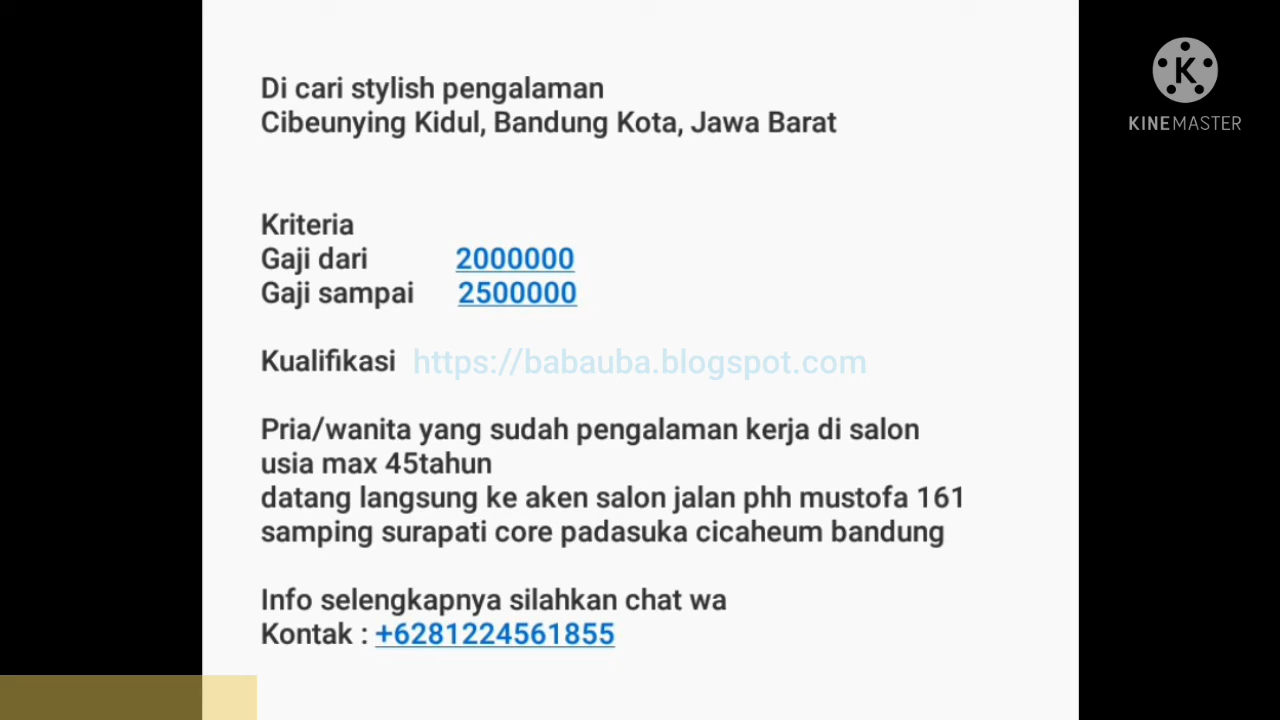 Di cari stylish pengalaman
Cibeunying Kidul, Bandung Kota, Jawa Barat
Kriteria
Gaji dari 2000000
Gaji sampai 2500000
Kualifikasi https://babauba.blogspot.com
Pria/wanita yang sudah pengalaman kerja di salon
usia max 45tahun
datang langsung ke aken salon jalan phh mustofa 161
samping surapati core padasuka cicaheum bandung
Info selengkapnya silahkan chat wa
Kontak : +6281224561855
K
KINEMASTER